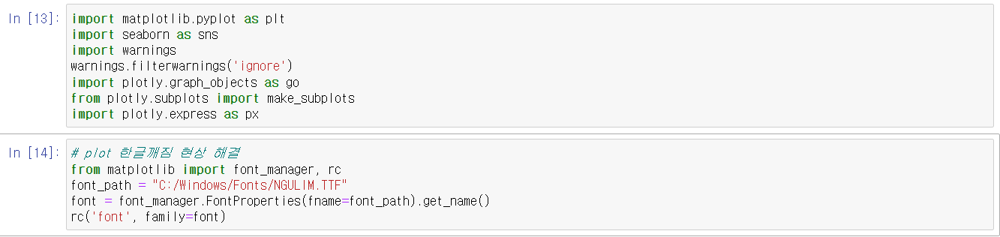 In [13]: import matplotlib.pyplot as plt
import seaborn as sns
import warnings
warnings.filterwarnings('ignore')
import plotly.graph_objects as go
from plotly.subplots import make_subplots
import plotly.express as px
In [14]: # plot 한글깨짐 현상 해결
from matplotlib import font_manager, rc
font_path = "C:/Windows/Fonts/NGULIM.TTF"
font = font_manager.FontProperties(fname=font_path).get_name()
rc('font', family=font)